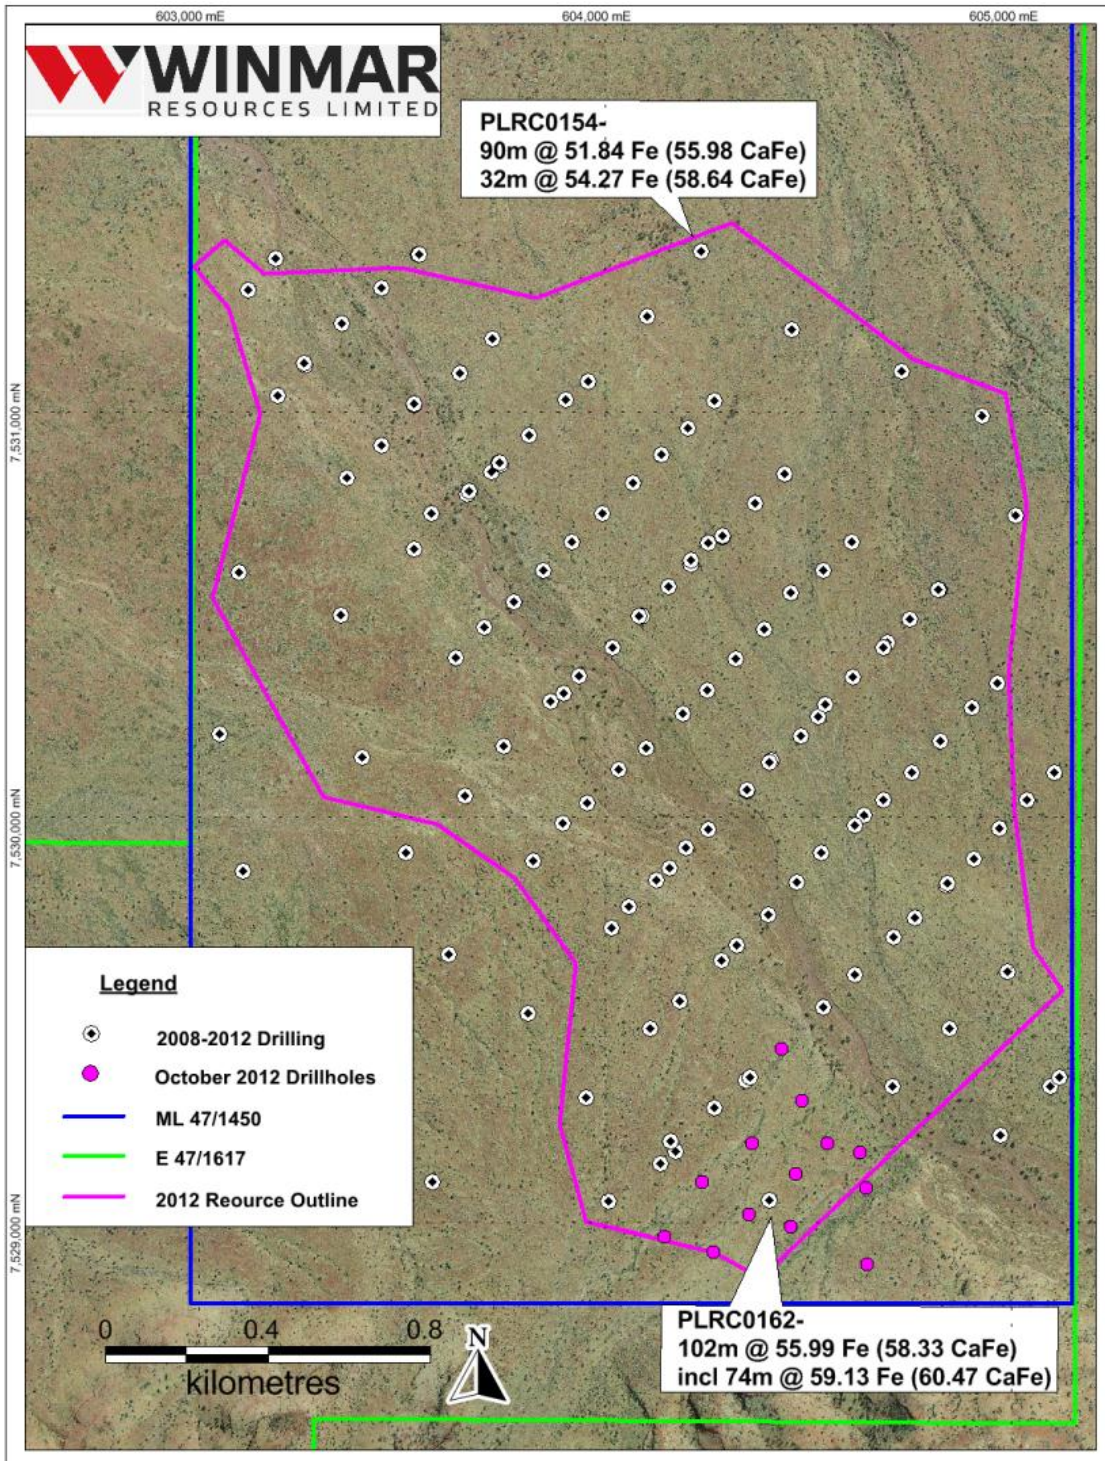 603,000 mE
604,000 mE
605,000 mE
WINMAR
RESOURCES LIMITED
PLRC0154-
90m @ 51.84 Fe (55.98 CaFe)
32m @ 54.27 Fe (58.64 CaFe)
7,531,000 mN
7,530,000 mN
7,529,000 mN
Legend
2008-2012 Drilling
October 2012 Drillholes
ML 47/1450
E 47/1617
2012 Reource Outline
0 0.4 0.8
kilometres
N
PLRC0162-
102m @ 55.99 Fe (58.33 CaFe)
incl 74m @ 59.13 Fe (60.47 CaFe)